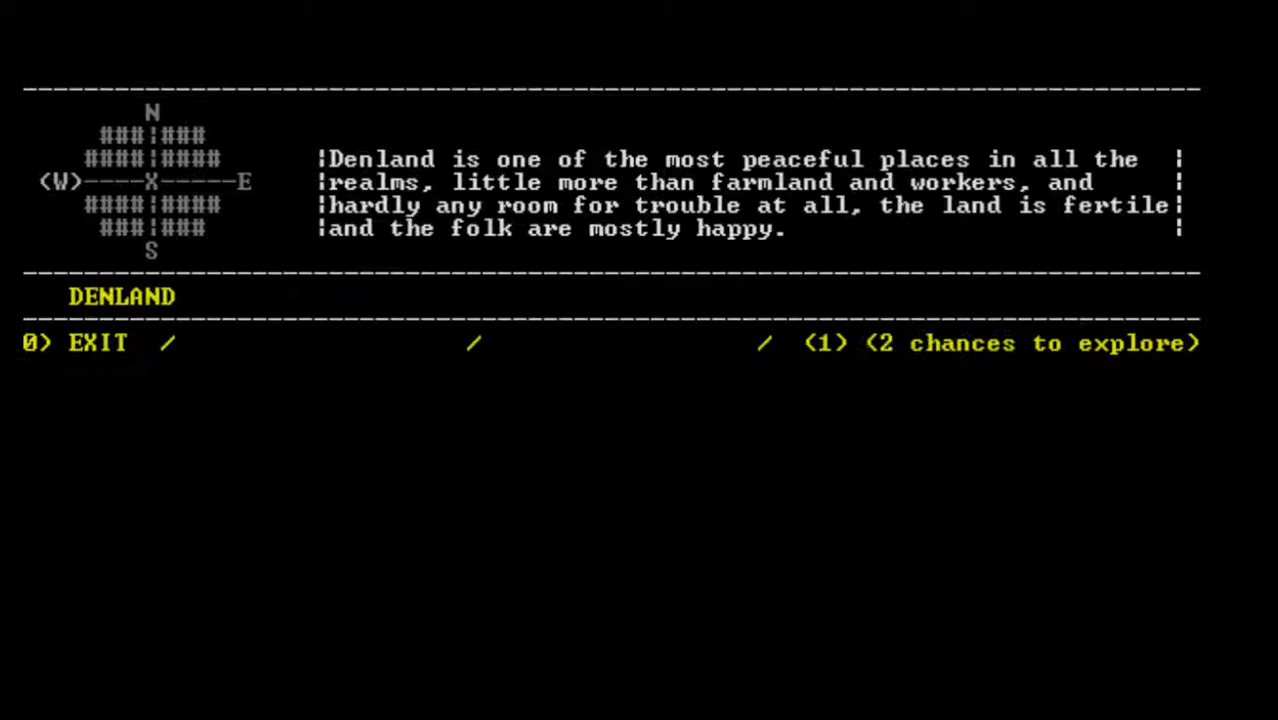 N
###¦###
####¦####
(W)----X-----E
####¦####
###¦###
S
¦Denland is one of the most peaceful places in all the ¦
¦realms, little more than farmland and workers, and ¦
¦hardly any room for trouble at all, the land is fertile¦
¦and the folk are mostly happy. ¦
DENLAND
0) EXIT / / / (1) (2 chances to explore)